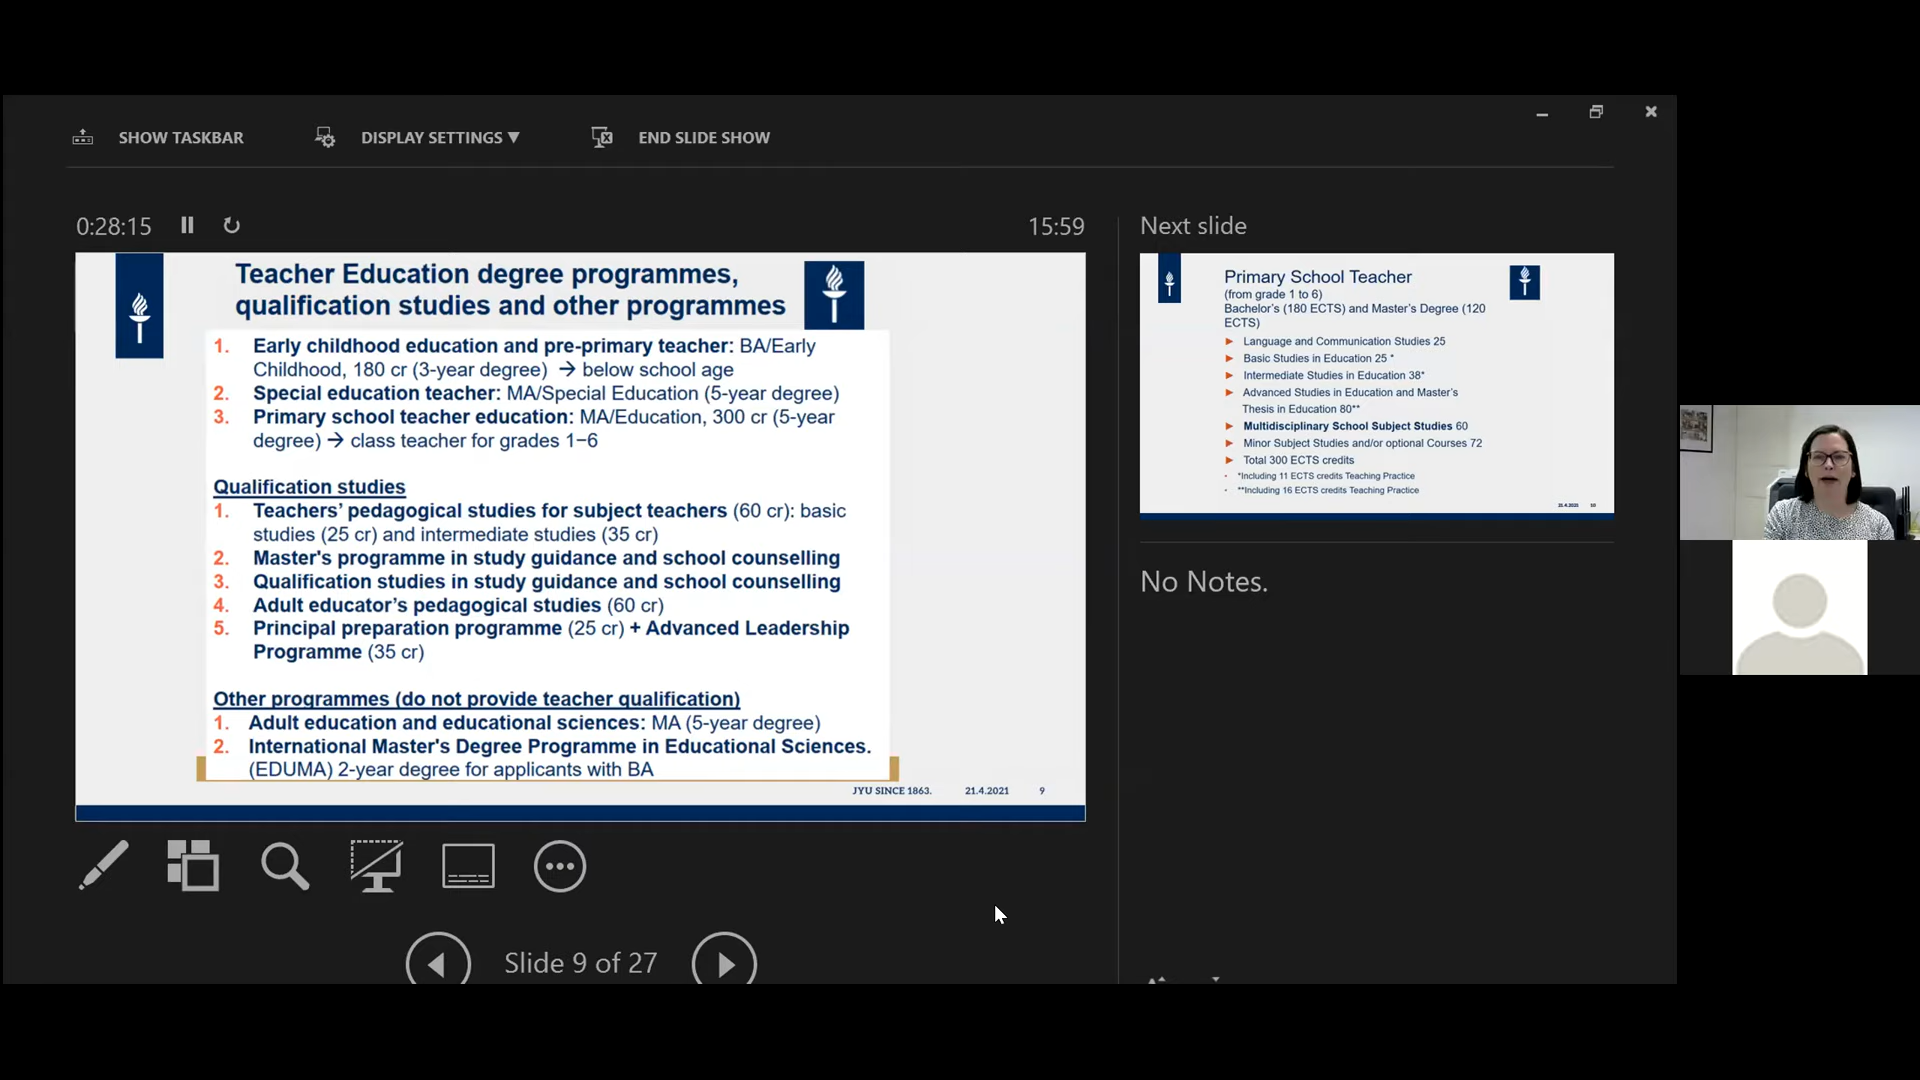 SHOW TASKBAR
DISPLAY SETTINGS ▼
END SLIDE SHOW
0:28:15
15:59
Teacher Education degree programmes,
qualification studies and other programmes
1. Early childhood education and pre-primary teacher: BA/Early
Childhood, 180 cr (3-year degree) → below school age
2. Special education teacher: MA/Special Education (5-year degree)
3. Primary school teacher education: MA/Education, 300 cr (5-year
degree) → class teacher for grades 1–6
Qualification studies
1. Teachers’ pedagogical studies for subject teachers (60 cr): basic
studies (25 cr) and intermediate studies (35 cr)
2. Master's programme in study guidance and school counselling
3. Qualification studies in study guidance and school counselling
4. Adult educator’s pedagogical studies (60 cr)
5. Principal preparation programme (25 cr) + Advanced Leadership
Programme (35 cr)
Other programmes (do not provide teacher qualification)
1. Adult education and educational sciences: MA (5-year degree)
2. International Master's Degree Programme in Educational Sciences.
(EDUMA) 2-year degree for applicants with BA
JYU SINCE 1863.
21.4.2021
9
Slide 9 of 27
Next slide
Primary School Teacher
(from grade 1 to 6)
Bachelor’s (180 ECTS) and Master’s Degree (120
ECTS)
► Language and Communication Studies 25
► Basic Studies in Education 25 *
► Intermediate Studies in Education 38*
► Advanced Studies in Education and Master’s
Thesis in Education 80**
► Multidisciplinary School Subject Studies 60
► Minor Subject Studies and/or optional Courses 72
► Total 300 ECTS credits
• *Including 11 ECTS credits Teaching Practice
• **Including 16 ECTS credits Teaching Practice
21.4.2021
10
No Notes.